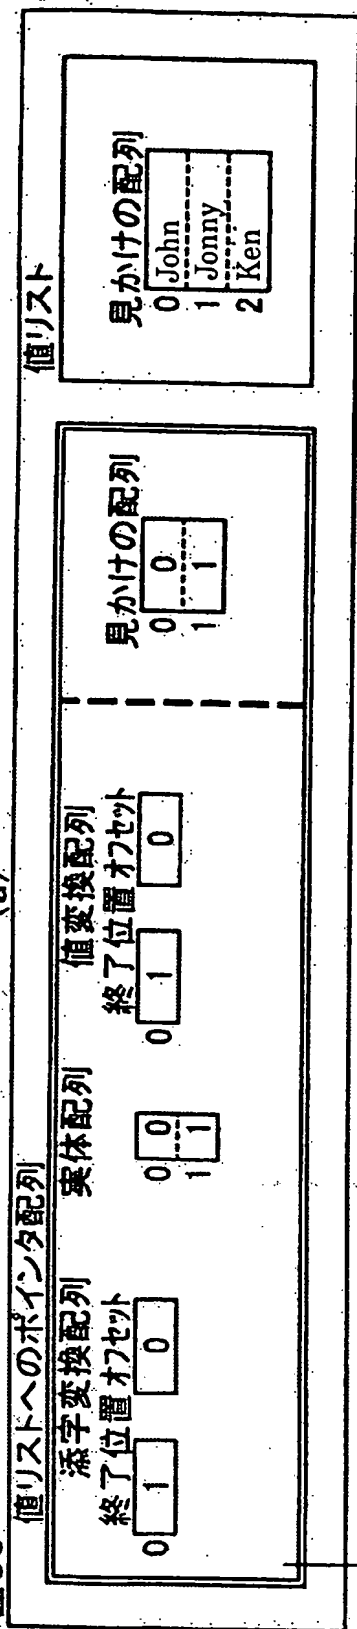 (a)
値リストへのポインタ配列
添字変換配列
終了位置 オフセット
0 1 0
実体配列
0 0
1 1
値変換配列
終了位置 オフセット
0 1 0
見かけの配列
0 0
1 1
値リスト
見かけの配列
0 John
1 Jonny
2 Ken